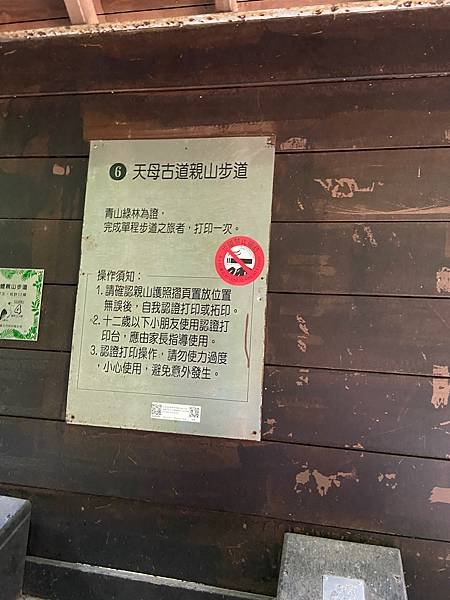 6 天母古道親山步道
青山綠林為證，
完成單程步道之旅者，打印一次。
操作須知：
1. 請確認親山護照摺頁置放位置
無誤後，自我認證打印或拓印。
2. 十二歲以下小朋友使用認證打
印台，應由家長指導使用。
3. 認證打印操作，請勿使力過度
，小心使用，避免意外發生。
親山步道
4